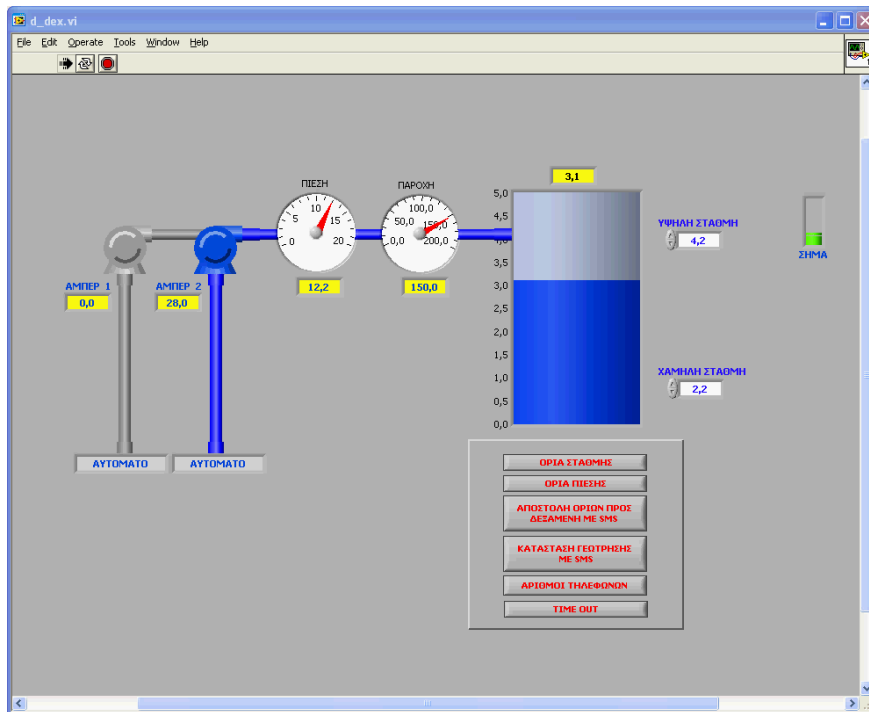 d_dex.vi
File Edit Operate Tools Window Help
ΠΙΕΣΗ
0 5 10 15 20
12,2
ΠΑΡΟΧΗ
0,0 50,0 100,0 150,0 200,0
150,0
ΑΜΠΕΡ 1
0,0
ΑΜΠΕΡ 2
28,0
ΑΥΤΟΜΑΤΟ
ΑΥΤΟΜΑΤΟ
3,1
5,0
4,5
4,0
3,5
3,0
2,5
2,0
1,5
1,0
0,5
0,0
ΥΨΗΛΗ ΣΤΑΘΜΗ
4,2
ΧΑΜΗΛΗ ΣΤΑΘΜΗ
2,2
ΣΗΜΑ
ΟΡΙΑ ΣΤΑΘΜΗΣ
ΟΡΙΑ ΠΙΕΣΗΣ
ΑΠΟΣΤΟΛΗ ΟΡΙΩΝ ΠΡΟΣ
ΔΕΞΑΜΕΝΗ ΜΕ SMS
ΚΑΤΑΣΤΑΣΗ ΓΕΩΤΡΗΣΗΣ
ΜΕ SMS
ΑΡΙΘΜΟΙ ΤΗΛΕΦΩΝΩΝ
TIME OUT